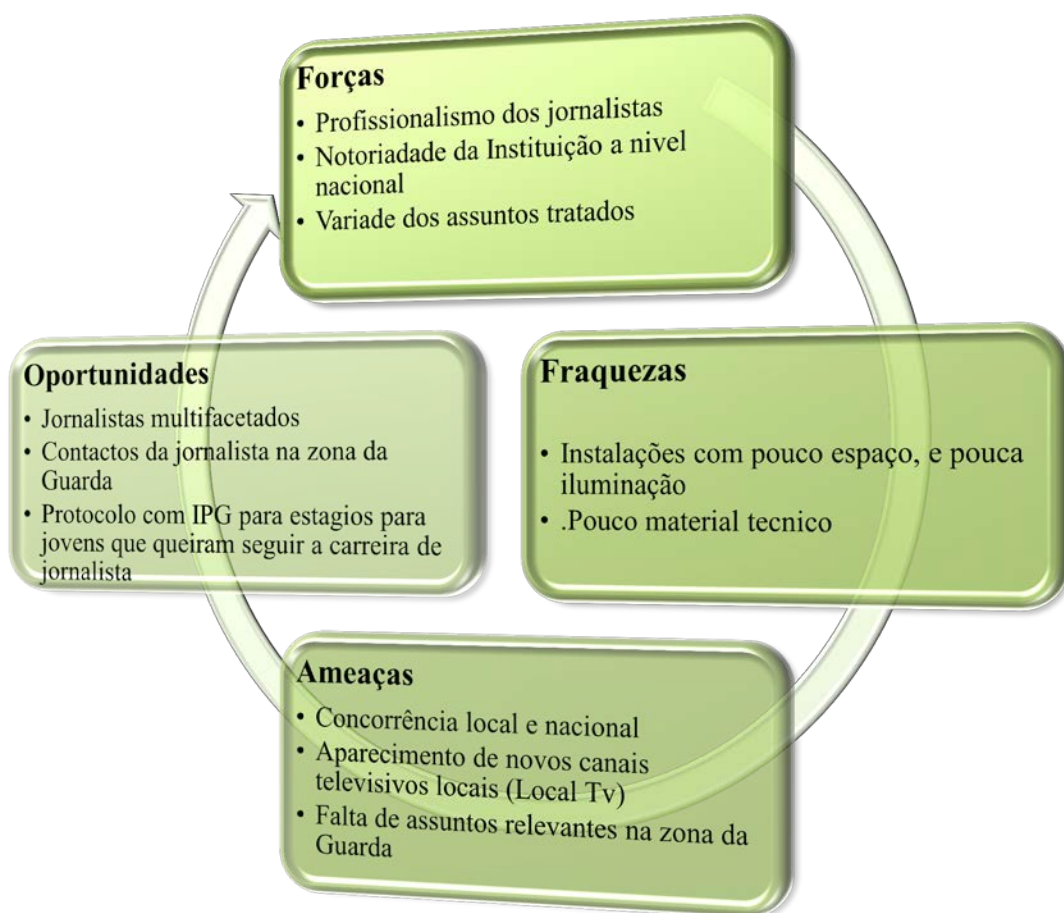 Forças
• Profissionalismo dos jornalistas
• Notoriadade da Instituição a nivel
nacional
• Variade dos assuntos tratados
Fraquezas
• Instalações com pouco espaço, e pouca
iluminação
• .Pouco material tecnico
Ameaças
• Concorrência local e nacional
• Aparecimento de novos canais
televisivos locais (Local Tv)
• Falta de assuntos relevantes na zona da
Guarda
Oportunidades
• Jornalistas multifacetados
• Contactos da jornalista na zona da
Guarda
• Protocolo com IPG para estagios para
jovens que queiram seguir a carreira de
jornalista